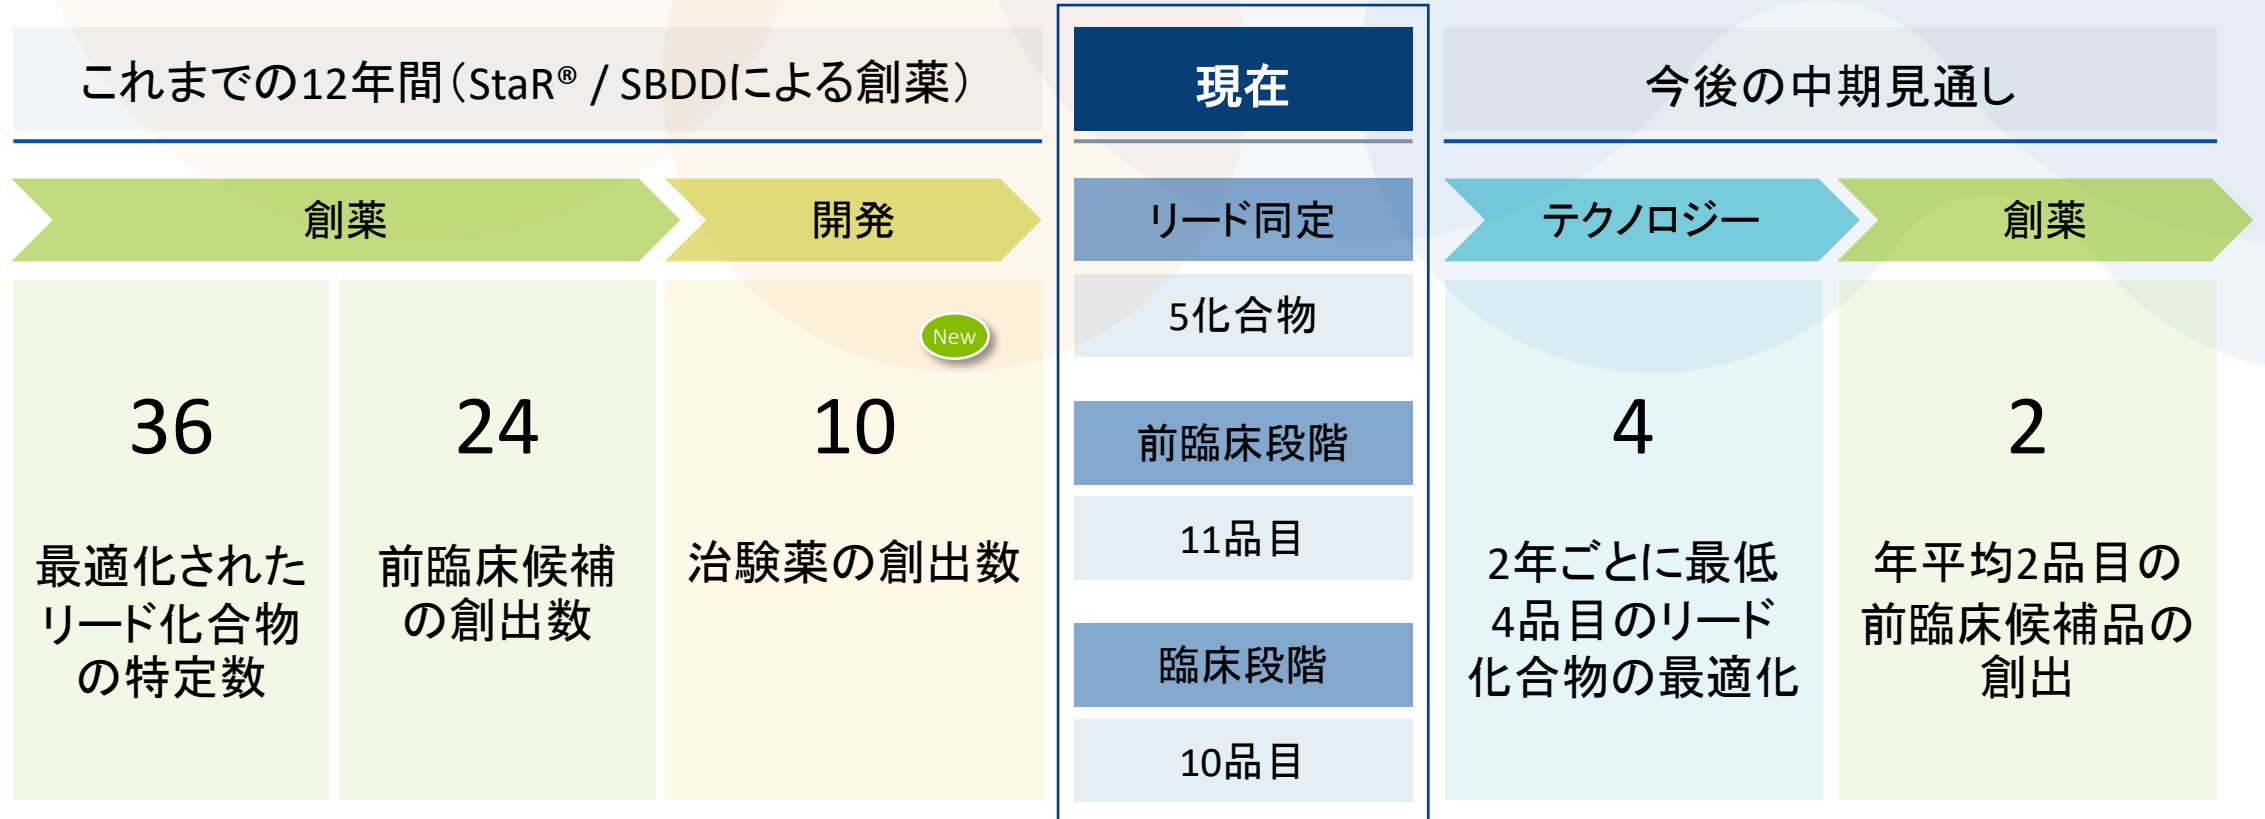 これまでの12年間（StaR® / SBDDによる創薬）
創薬
開発
36
最適化された
リード化合物
の特定数
24
前臨床候補
の創出数
New
10
治験薬の創出数
現在
リード同定
5化合物
前臨床段階
11品目
臨床段階
10品目
今後の中期見通し
テクノロジー
創薬
4
2年ごとに最低
4品目のリード
化合物の最適化
2
年平均2品目の
前臨床候補品の
創出